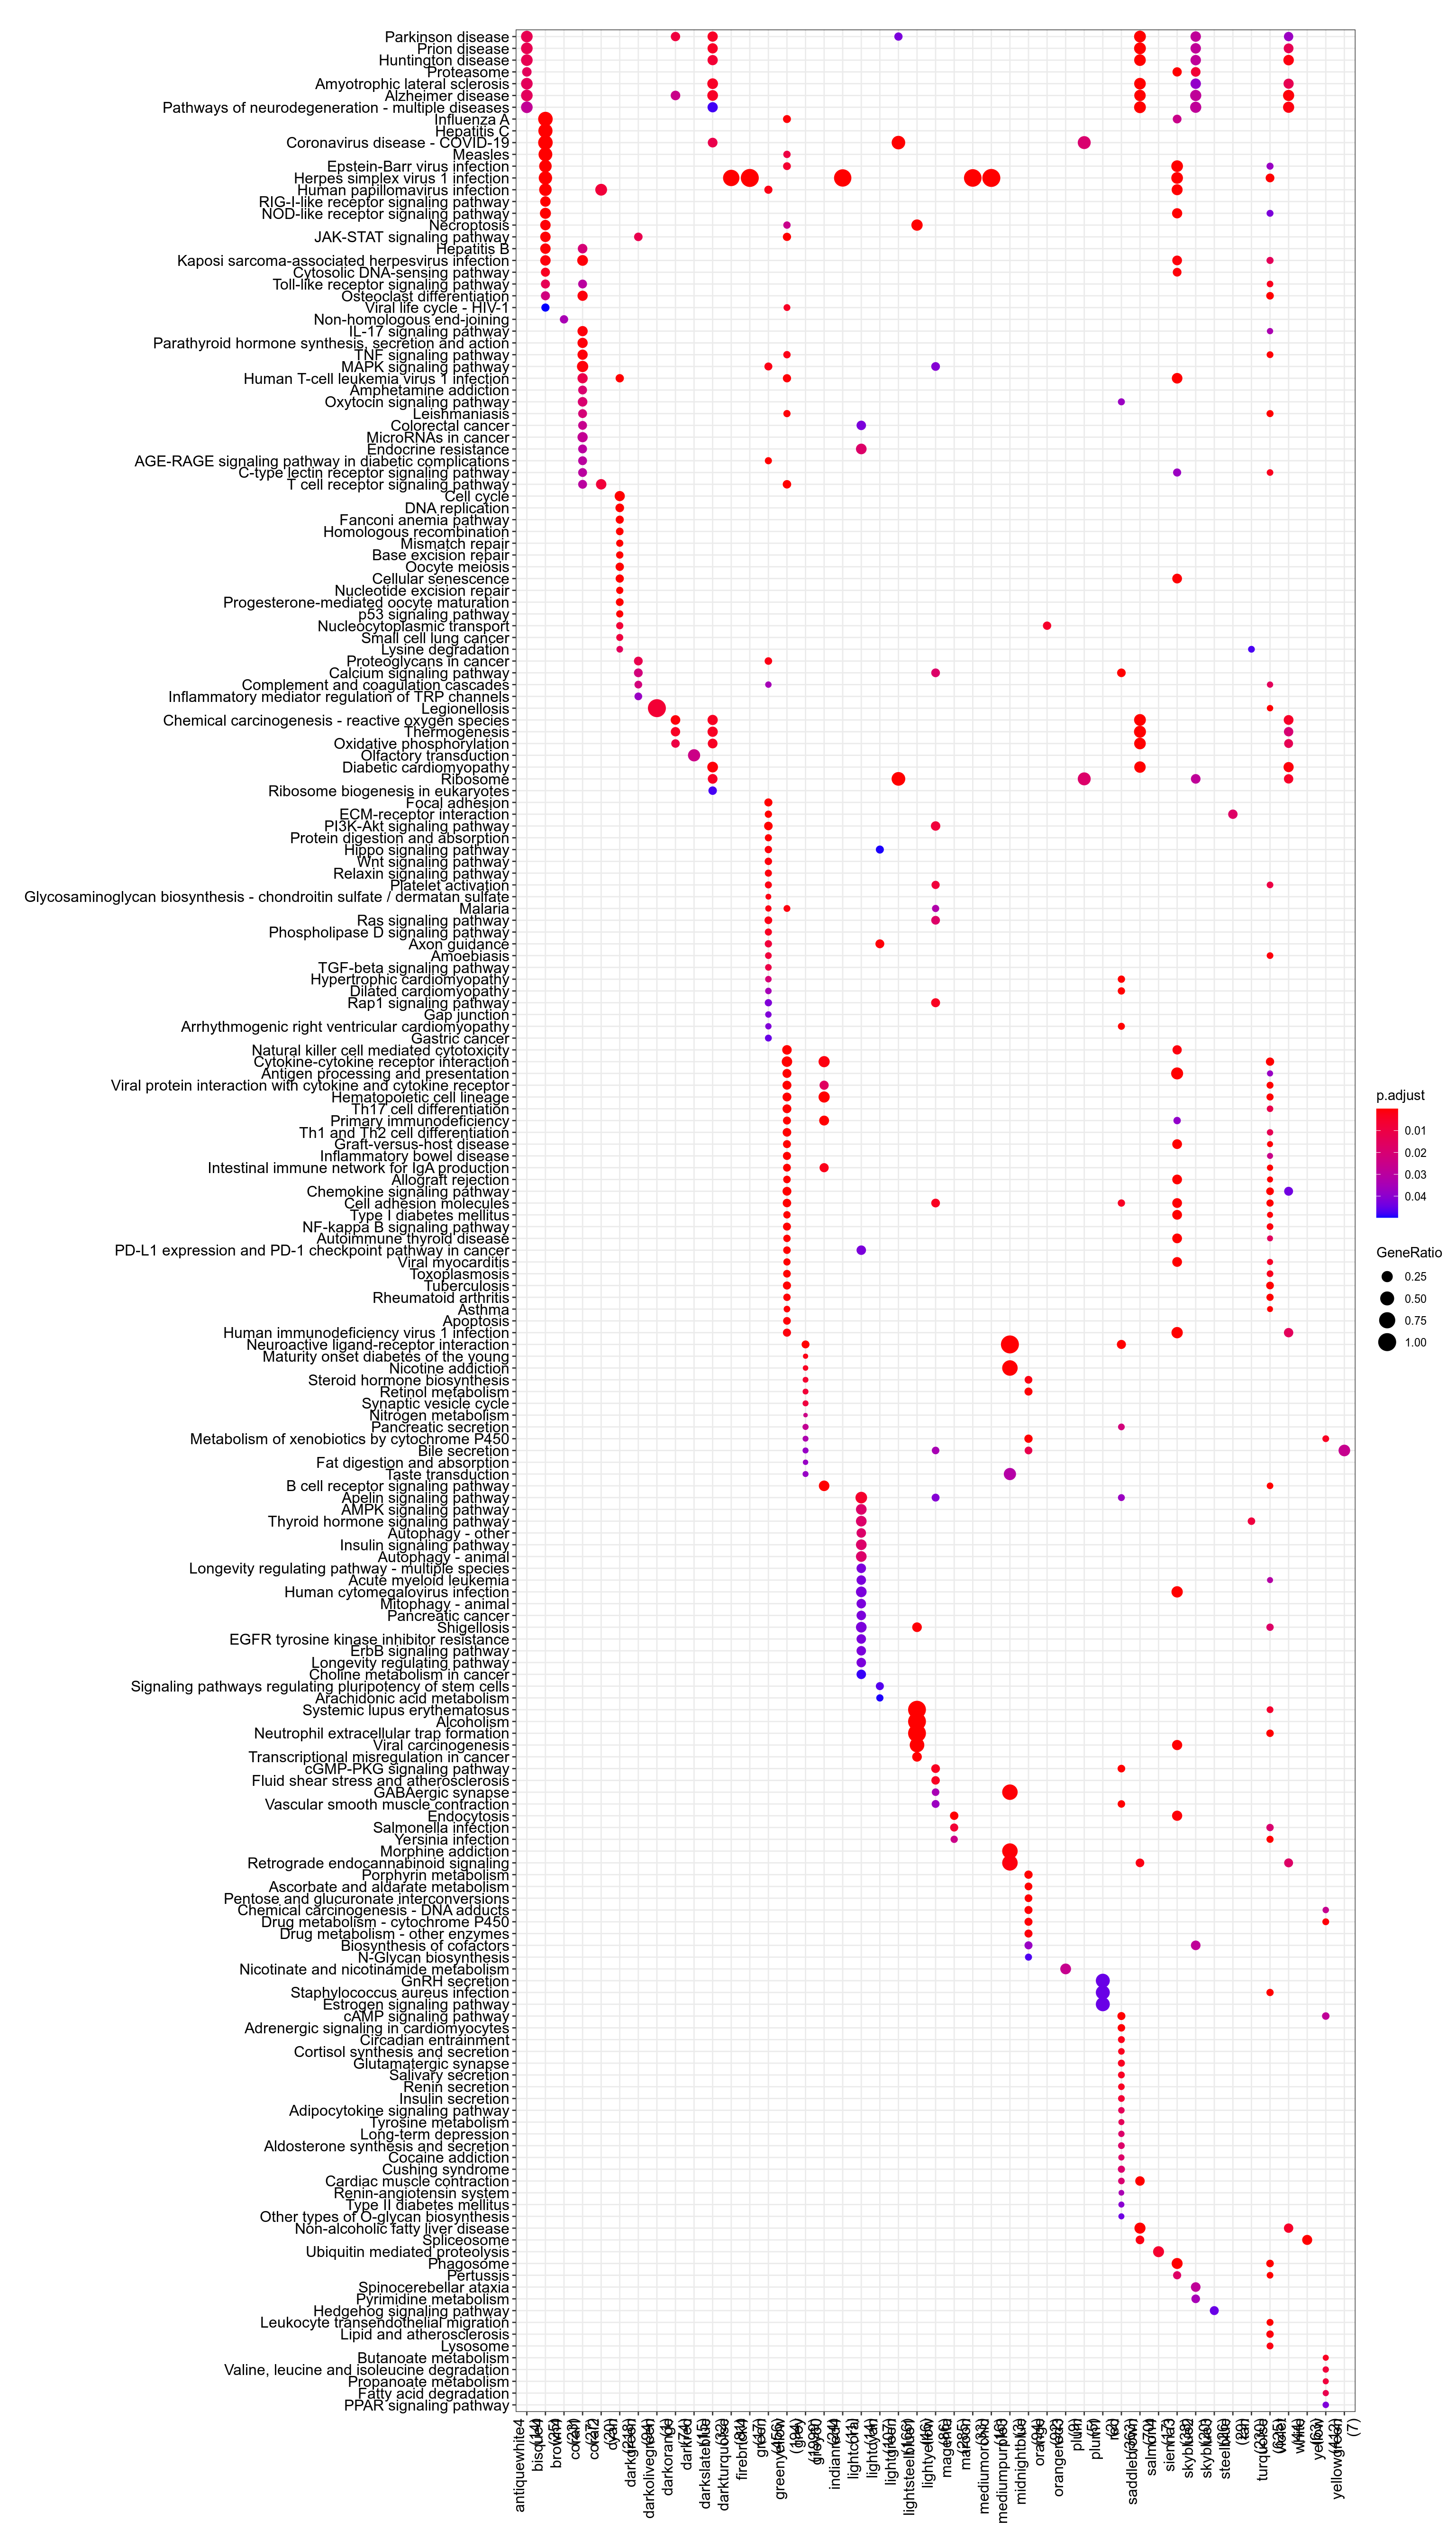 Parkinson disease
Prion disease
Huntington disease
Proteasome
Amyotrophic lateral sclerosis
Alzheimer disease
Pathways of neurodegeneration - multiple diseases
Influenza A
Hepatitis C
Coronavirus disease - COVID-19
Measles
Epstein-Barr virus infection
Herpes simplex virus 1 infection
Human papillomavirus infection
RIG-I-like receptor signaling pathway
NOD-like receptor signaling pathway
Necroptosis
JAK-STAT signaling pathway
Hepatitis B
Kaposi sarcoma-associated herpesvirus infection
Cytosolic DNA-sensing pathway
Toll-like receptor signaling pathway
Osteoclast differentiation
Viral life cycle - HIV-1
Non-homologous end-joining
IL-17 signaling pathway
Parathyroid hormone synthesis, secretion and action
TNF signaling pathway
MAPK signaling pathway
Human T-cell leukemia virus 1 infection
Amphetamine addiction
Oxytocin signaling pathway
Leishmaniasis
Colorectal cancer
MicroRNAs in cancer
Endocrine resistance
AGE-RAGE signaling pathway in diabetic complications
C-type lectin receptor signaling pathway
T cell receptor signaling pathway
Cell cycle
DNA replication
Fanconi anemia pathway
Homologous recombination
Mismatch repair
Base excision repair
Oocyte meiosis
Cellular senescence
Nucleotide excision repair
Progesterone-mediated oocyte maturation
p53 signaling pathway
Nucleocytoplasmic transport
Small cell lung cancer
Lysine degradation
Proteoglycans in cancer
Calcium signaling pathway
Complement and coagulation cascades
Inflammatory mediator regulation of TRP channels
Legionellosis
Chemical carcinogenesis - reactive oxygen species
Thermogenesis
Oxidative phosphorylation
Olfactory transduction
Diabetic cardiomyopathy
Ribosome
Ribosome biogenesis in eukaryotes
Focal adhesion
ECM-receptor interaction
PI3K-Akt signaling pathway
Protein digestion and absorption
Hippo signaling pathway
Wnt signaling pathway
Relaxin signaling pathway
Platelet activation
Glycosaminoglycan biosynthesis - chondroitin sulfate / dermatan sulfate
Malaria
Ras signaling pathway
Phospholipase D signaling pathway
Axon guidance
Amoebiasis
TGF-beta signaling pathway
Hypertrophic cardiomyopathy
Dilated cardiomyopathy
Rap1 signaling pathway
Gap junction
Arrhythmogenic right ventricular cardiomyopathy
Gastric cancer
Natural killer cell mediated cytotoxicity
Cytokine-cytokine receptor interaction
Antigen processing and presentation
Viral protein interaction with cytokine and cytokine receptor
Hematopoietic cell lineage
Th17 cell differentiation
Primary immunodeficiency
Th1 and Th2 cell differentiation
Graft-versus-host disease
Inflammatory bowel disease
Intestinal immune network for IgA production
Allograft rejection
Chemokine signaling pathway
Cell adhesion molecules
Type I diabetes mellitus
NF-kappa B signaling pathway
Autoimmune thyroid disease
PD-L1 expression and PD-1 checkpoint pathway in cancer
Viral myocarditis
Toxoplasmosis
Tuberculosis
Rheumatoid arthritis
Asthma
Apoptosis
Human immunodeficiency virus 1 infection
Neuroactive ligand-receptor interaction
Maturity onset diabetes of the young
Nicotine addiction
Steroid hormone biosynthesis
Retinol metabolism
Synaptic vesicle cycle
Nitrogen metabolism
Pancreatic secretion
Metabolism of xenobiotics by cytochrome P450
Bile secretion
Fat digestion and absorption
Taste transduction
B cell receptor signaling pathway
Apelin signaling pathway
AMPK signaling pathway
Thyroid hormone signaling pathway
Autophagy - other
Insulin signaling pathway
Autophagy - animal
Longevity regulating pathway - multiple species
Acute myeloid leukemia
Human cytomegalovirus infection
Mitophagy - animal
Pancreatic cancer
Shigellosis
EGFR tyrosine kinase inhibitor resistance
ErbB signaling pathway
Longevity regulating pathway
Choline metabolism in cancer
Signaling pathways regulating pluripotency of stem cells
Arachidonic acid metabolism
Systemic lupus erythematosus
Alcoholism
Neutrophil extracellular trap formation
Viral carcinogenesis
Transcriptional misregulation in cancer
cGMP-PKG signaling pathway
Fluid shear stress and atherosclerosis
GABAergic synapse
Vascular smooth muscle contraction
Endocytosis
Salmonella infection
Yersinia infection
Morphine addiction
Retrograde endocannabinoid signaling
Porphyrin metabolism
Ascorbate and aldarate metabolism
Pentose and glucuronate interconversions
Chemical carcinogenesis - DNA adducts
Drug metabolism - cytochrome P450
Drug metabolism - other enzymes
Biosynthesis of cofactors
N-Glycan biosynthesis
Nicotinate and nicotinamide metabolism
GnRH secretion
Staphylococcus aureus infection
Estrogen signaling pathway
cAMP signaling pathway
Adrenergic signaling in cardiomyocytes
Circadian entrainment
Cortisol synthesis and secretion
Glutamatergic synapse
Salivary secretion
Renin secretion
Insulin secretion
Adipocytokine signaling pathway
Tyrosine metabolism
Long-term depression
Aldosterone synthesis and secretion
Cocaine addiction
Cushing syndrome
Cardiac muscle contraction
Renin-angiotensin system
Type II diabetes mellitus
Other types of O-glycan biosynthesis
Non-alcoholic fatty liver disease
Spliceosome
Ubiquitin mediated proteolysis
Phagosome
Pertussis
Spinocerebellar ataxia
Pyrimidine metabolism
Hedgehog signaling pathway
Leukocyte transendothelial migration
Lipid and atherosclerosis
Lysosome
Butanoate metabolism
Valine, leucine and isoleucine degradation
Propanoate metabolism
Fatty acid degradation
PPAR signaling pathway
p.adjust
0.01
0.02
0.03
0.04
GeneRatio
0.25
0.50
0.75
1.00
antiquewhite4
bisque4
brown4
darkgreen
darkolivegreen
darkorange
darkred
darkslateblue
darkturquoise
greenyellow
lightcyan
lightgreen
lightsteelblue1
lightyellow
magenta
maroon
mediumorchid
midnightblue
orange
saddlebrown
turquoise
yellow
yellowgreen
(7)